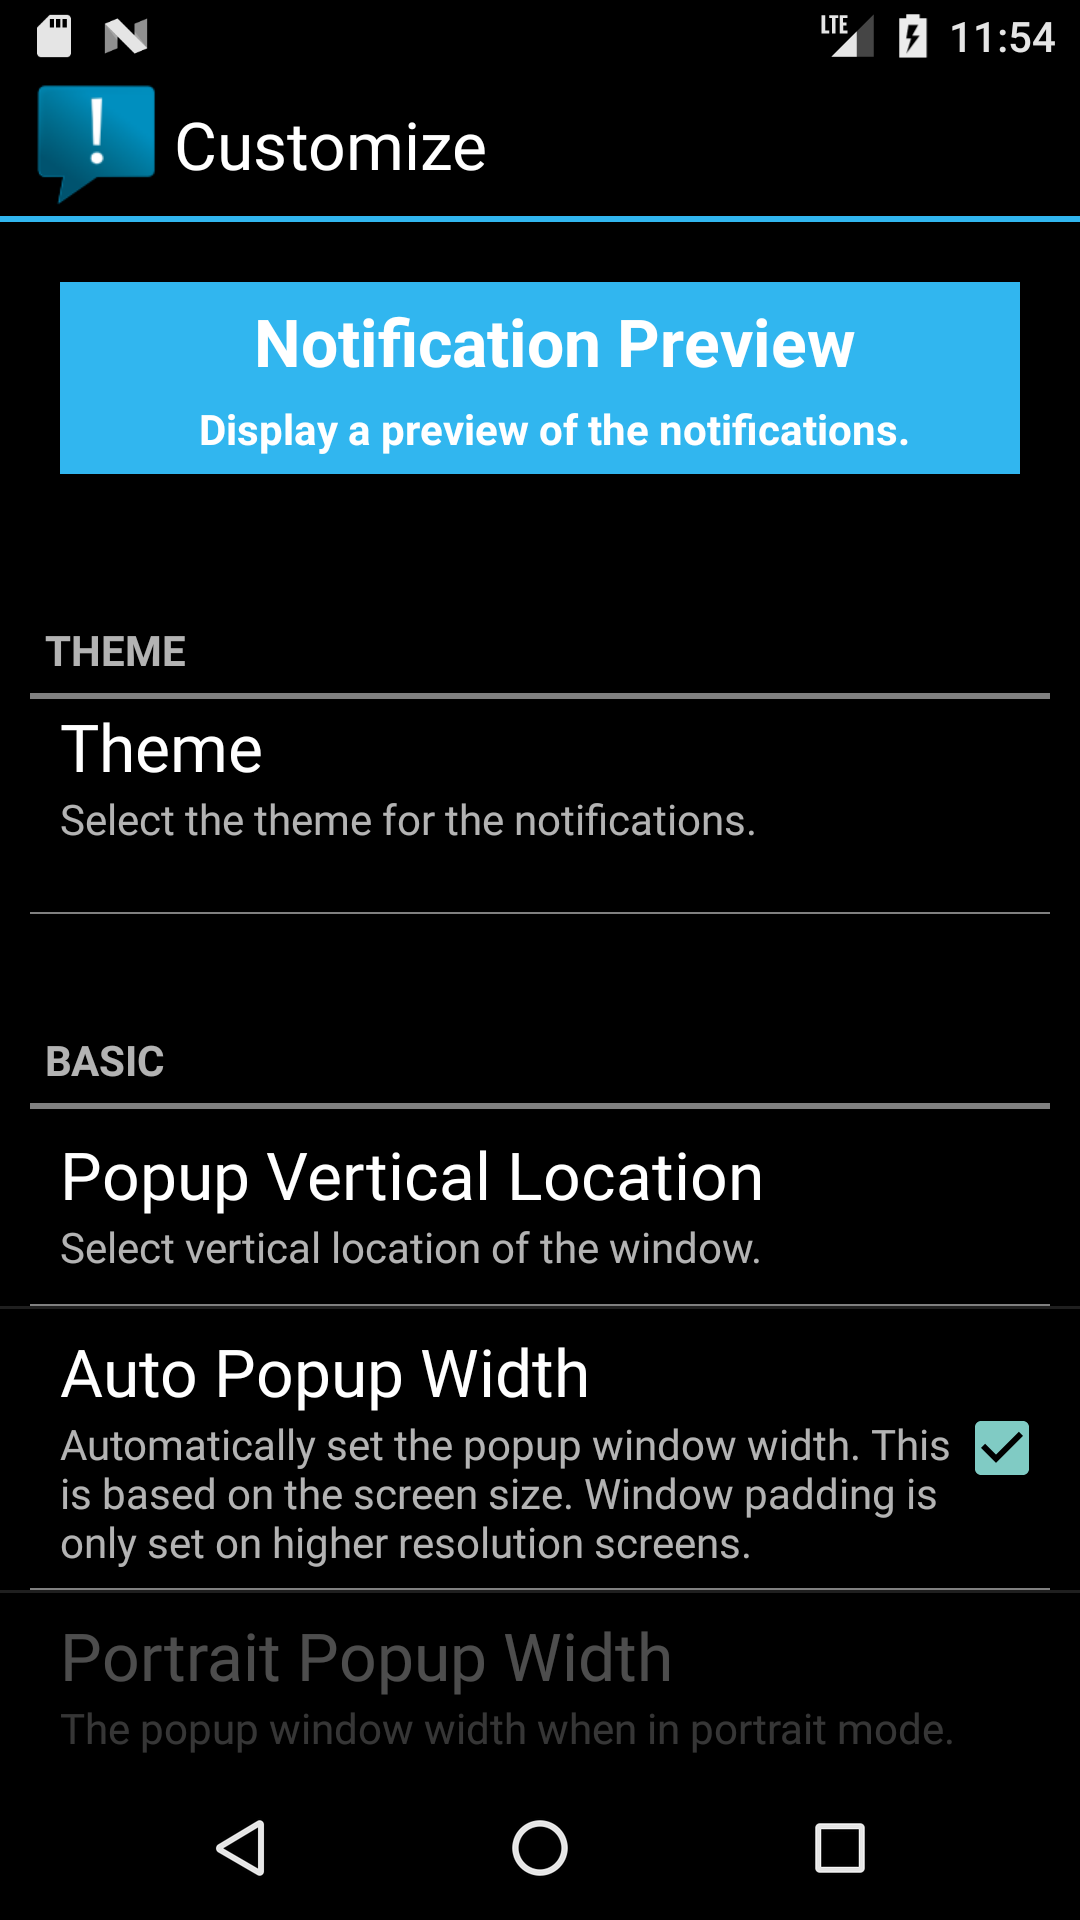 LTE 11:54
! Customize
Notification Preview
Display a preview of the notifications.
THEME
Theme
Select the theme for the notifications.
BASIC
Popup Vertical Location
Select vertical location of the window.
Auto Popup Width
Automatically set the popup window width. This
is based on the screen size. Window padding is
only set on higher resolution screens.
Portrait Popup Width
The popup window width when in portrait mode.